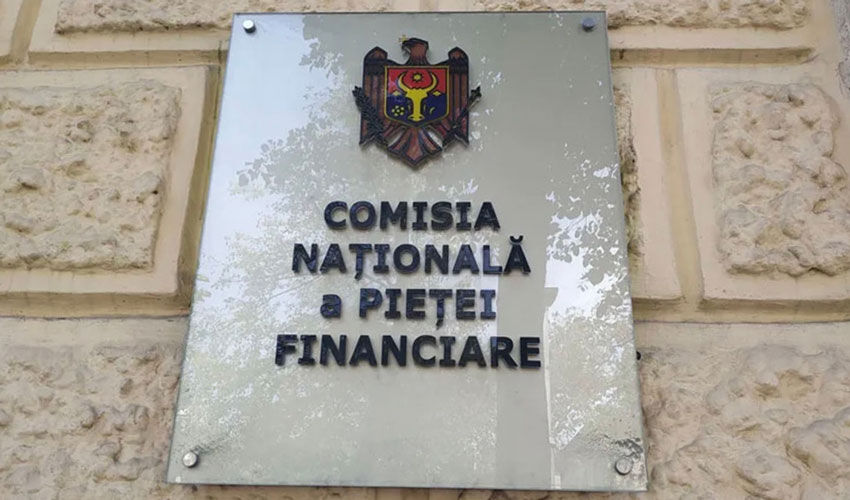 COMISIA
NAȚIONALĂ
a PIEȚEI
FINANCIARE